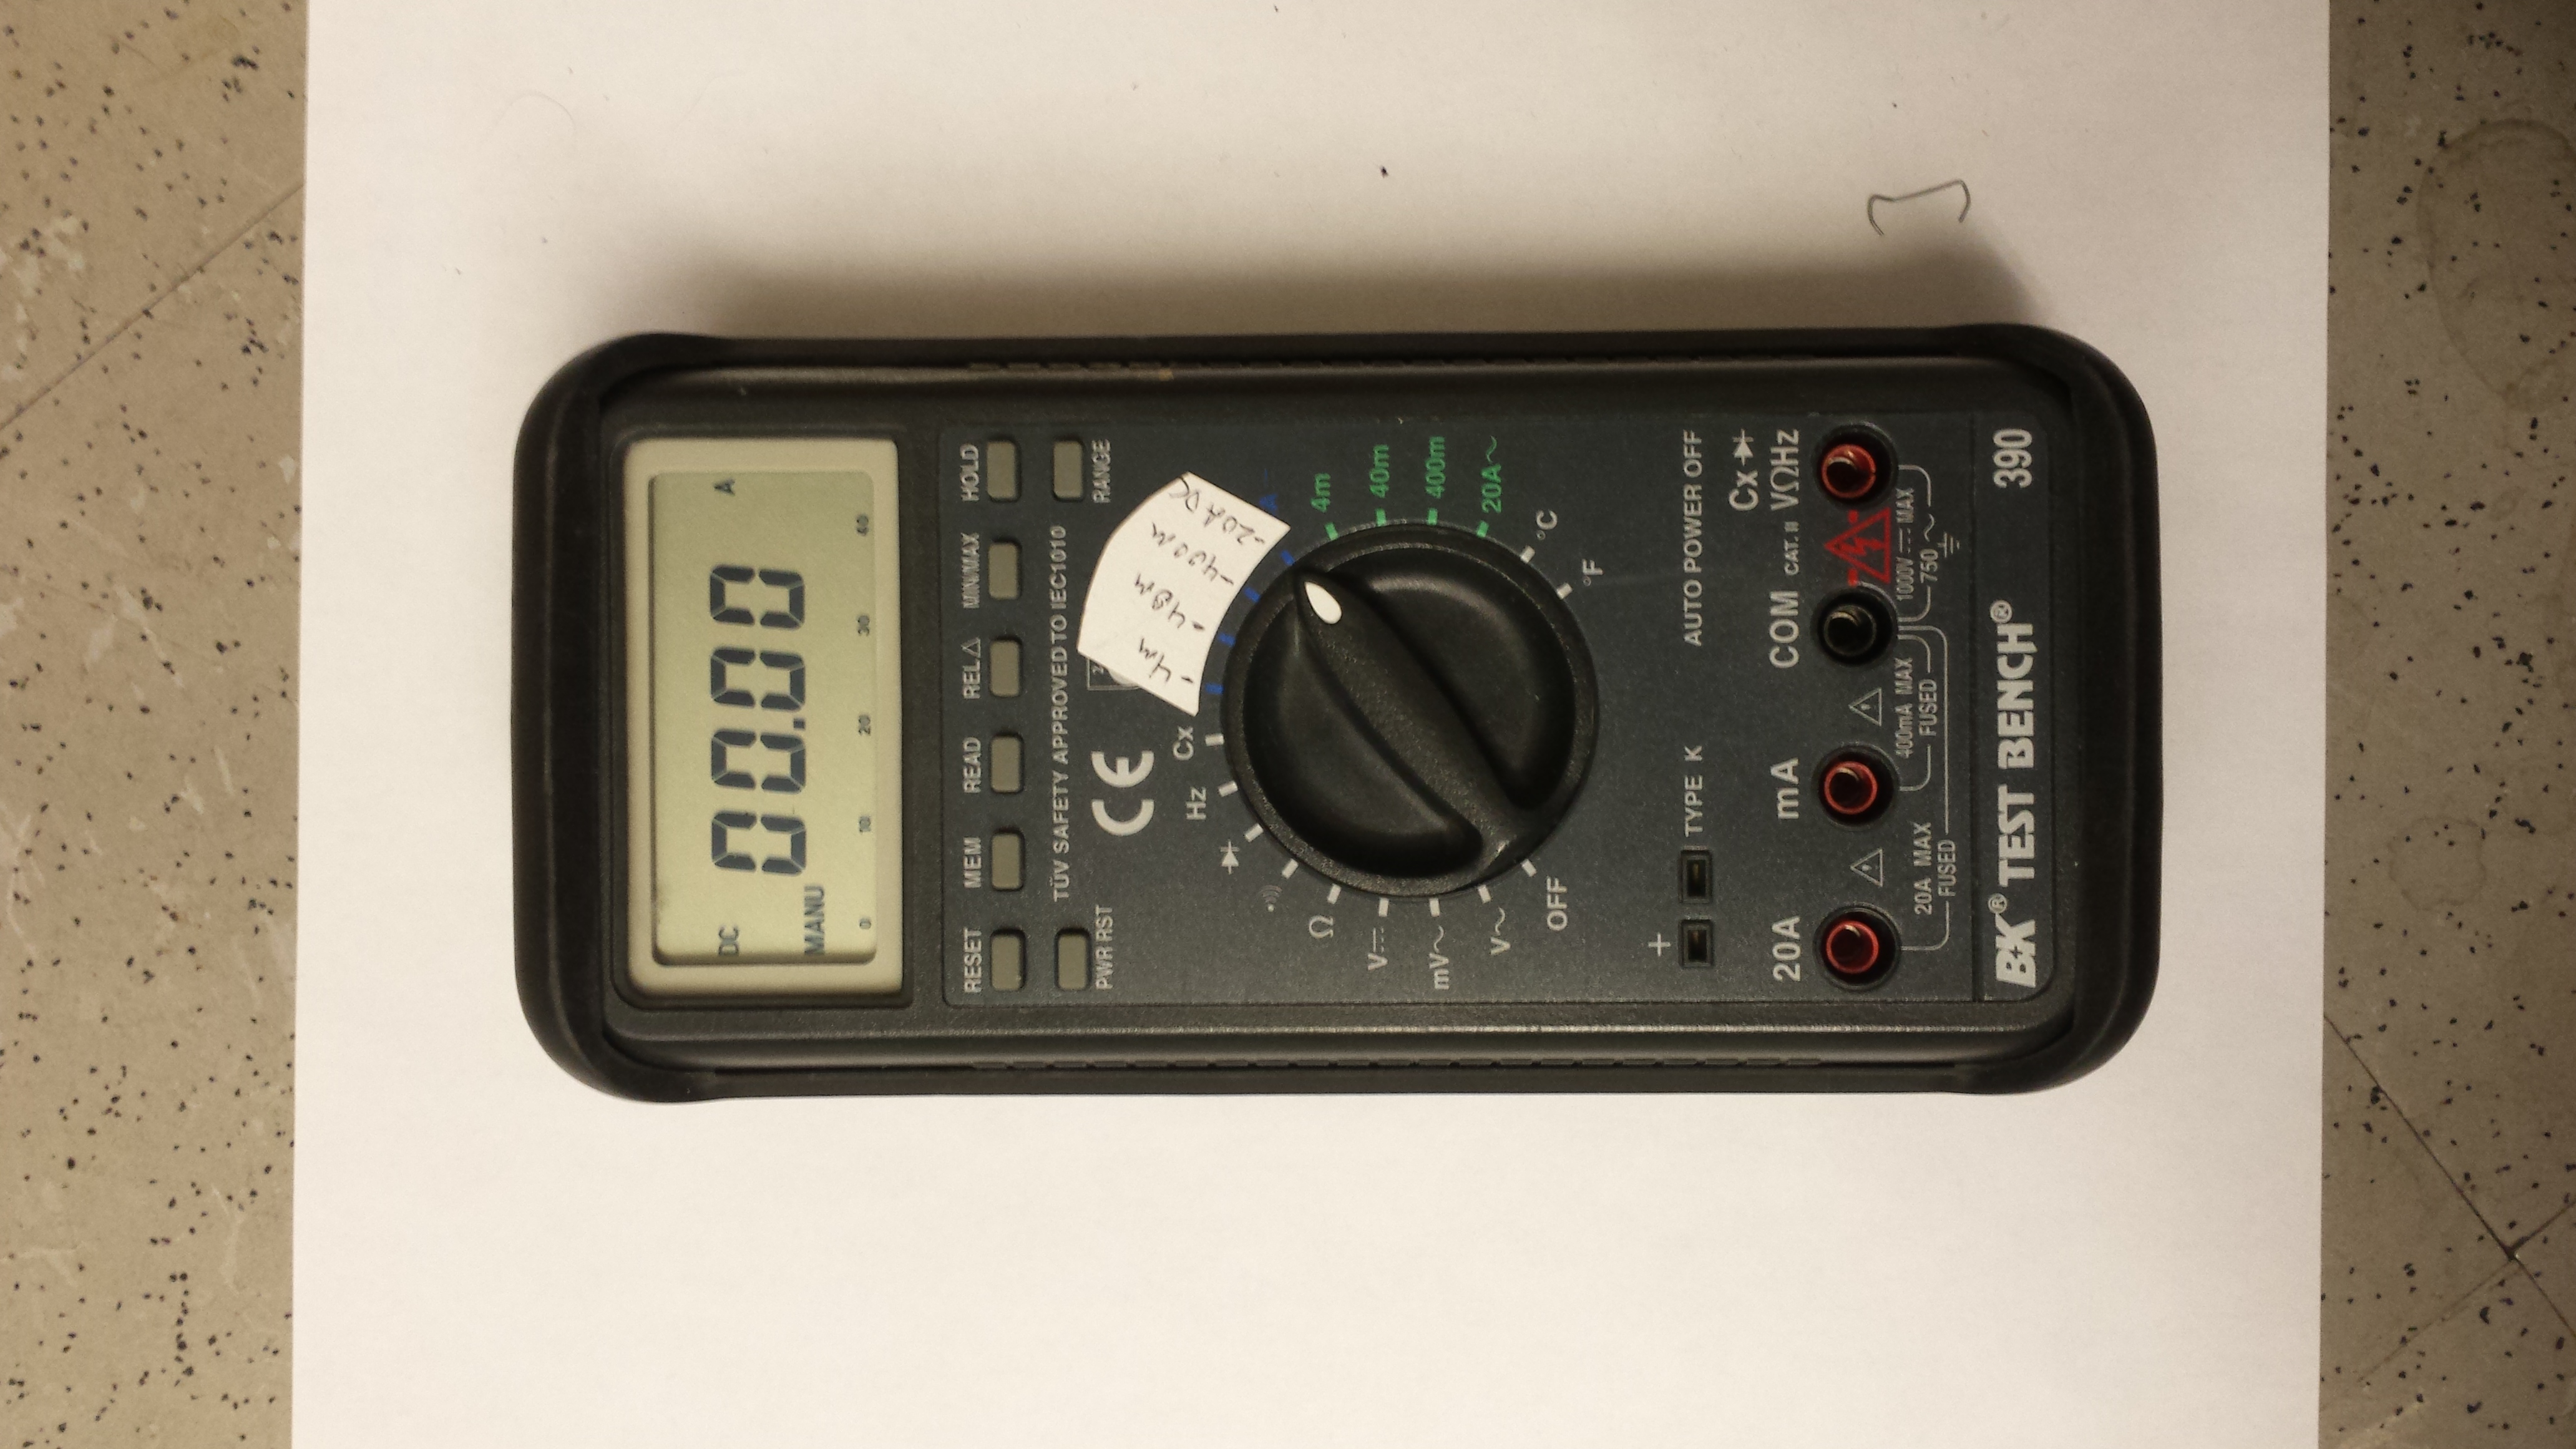 DC 00.00 A
MANU
0 10 20 30 40
RESET MEM READ REL△ MIN/MAX HOLD
TÜV SAFETY APPROVED TO IEC1010
PWR RST RANGE
CE
-4m
-40m
-400m
-20A DC
Cx
Hz
Ω
V⎓
mV~
V~
OFF
4m
40m
400m
20A~
°C
°F
+
TYPE K AUTO POWER OFF
Cx
20A mA COM CAT. II VΩHz
400mA MAX
FUSED
20A MAX
FUSED
1000V⎓ MAX
750~
BK® TEST BENCH® 390